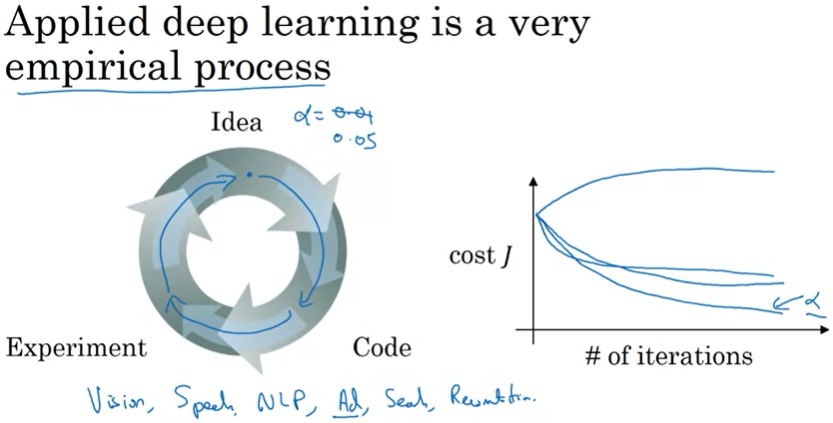 Applied deep learning is a very
empirical process
Idea
α = 0.01
0.05
cost J
α
Experiment
Code
# of iterations
Vision, Speech, NLP, Ad, Search,